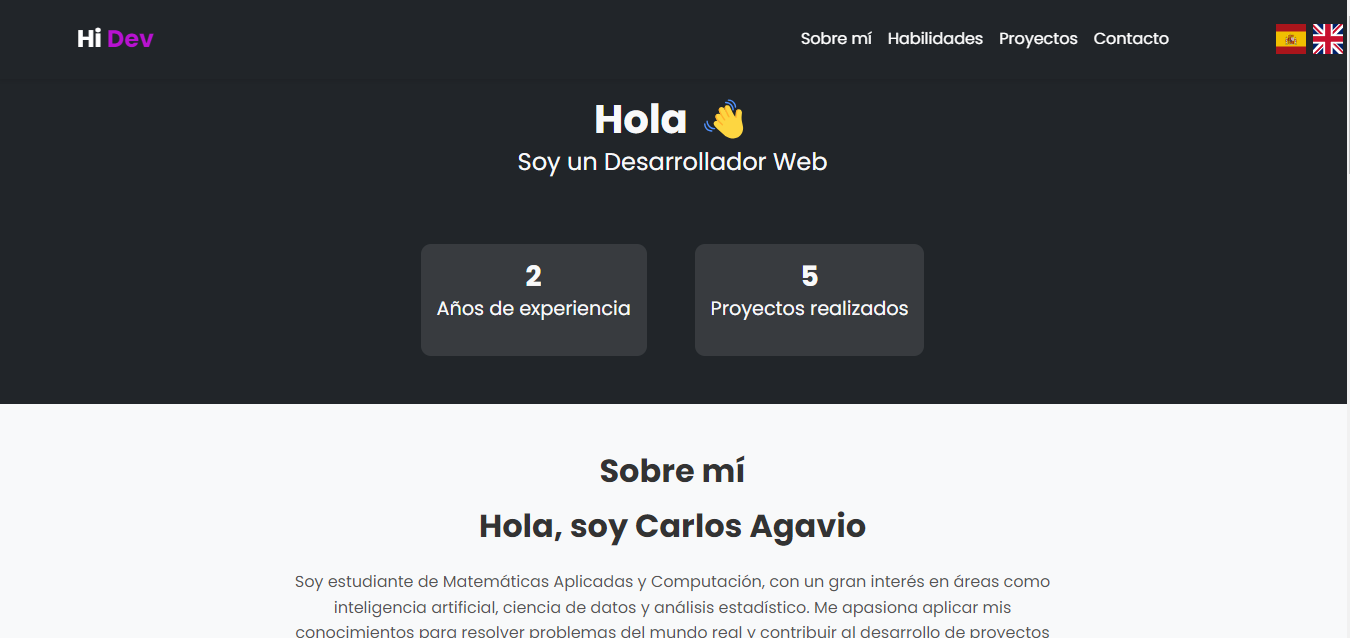 Hi Dev
Sobre mí Habilidades Proyectos Contacto
Hola
Soy un Desarrollador Web
2
Años de experiencia
5
Proyectos realizados
Sobre mí
Hola, soy Carlos Agavio
Soy estudiante de Matemáticas Aplicadas y Computación, con un gran interés en áreas como
inteligencia artificial, ciencia de datos y análisis estadístico. Me apasiona aplicar mis
conocimientos para resolver problemas del mundo real y contribuir al desarrollo de proyectos